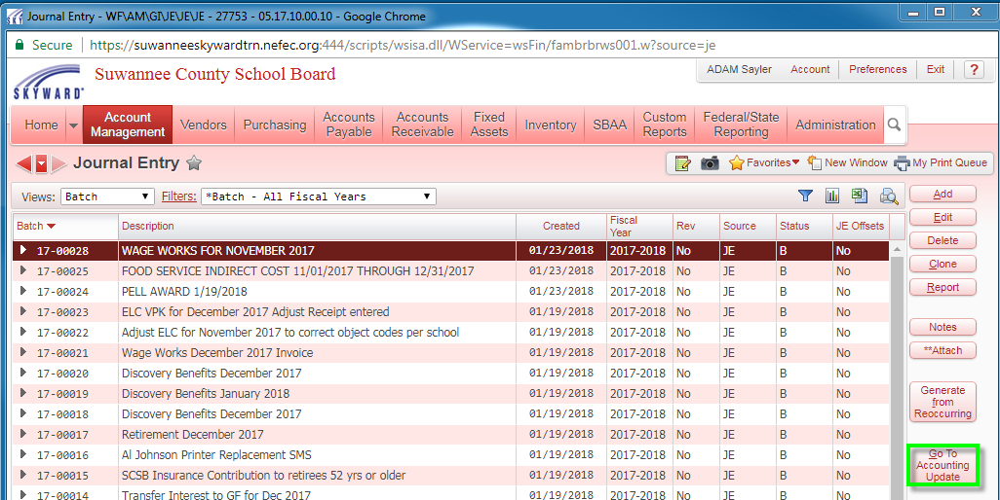 Journal Entry - WF\AM\GI\JE\JE\JE - 27753 - 05.17.10.00.10 - Google Chrome
Secure https://suwanneeskywardtrn.nefec.org:444/scripts/wsisa.dll/WService=wsFin/fambrbrws001.w?source=je
SKYWARD
Suwannee County School Board
ADAM Sayler Account Preferences Exit ?
Home Account Management Vendors Purchasing Accounts Payable Accounts Receivable Fixed Assets Inventory SBAA Custom Reports Federal/State Reporting Administration
Journal Entry Favorites New Window My Print Queue
Views: Batch Filters: *Batch - All Fiscal Years
Batch Description Created Fiscal Year Rev Source Status JE Offsets
17-00028 WAGE WORKS FOR NOVEMBER 2017 01/23/2018 2017-2018 No JE B No
17-00025 FOOD SERVICE INDIRECT COST 11/01/2017 THROUGH 12/31/2017 01/23/2018 2017-2018 No JE B No
17-00024 PELL AWARD 1/19/2018 01/23/2018 2017-2018 No JE B No
17-00023 ELC VPK for December 2017 Adjust Receipt entered 01/19/2018 2017-2018 No JE B No
17-00022 Adjust ELC for November 2017 to correct object codes per school 01/19/2018 2017-2018 No JE B No
17-00021 Wage Works December 2017 Invoice 01/19/2018 2017-2018 No JE B No
17-00020 Discovery Benefits December 2017 01/19/2018 2017-2018 No JE B No
17-00019 Discovery Benefits January 2018 01/19/2018 2017-2018 No JE B No
17-00018 Discovery Benefits December 2017 01/19/2018 2017-2018 No JE B No
17-00017 Retirement December 2017 01/19/2018 2017-2018 No JE B No
17-00016 Al Johnson Printer Replacement SMS 01/19/2018 2017-2018 No JE B No
17-00015 SCSB Insurance Contribution to retirees 52 yrs or older 01/19/2018 2017-2018 No JE B No
17-00014 Transfer Interest to GF for Dec 2017 01/19/2018 2017-2018 No JE B No
Add
Edit
Delete
Clone
Report
Notes
**Attach
Generate
from
Reoccurring
Go To
Accounting
Update